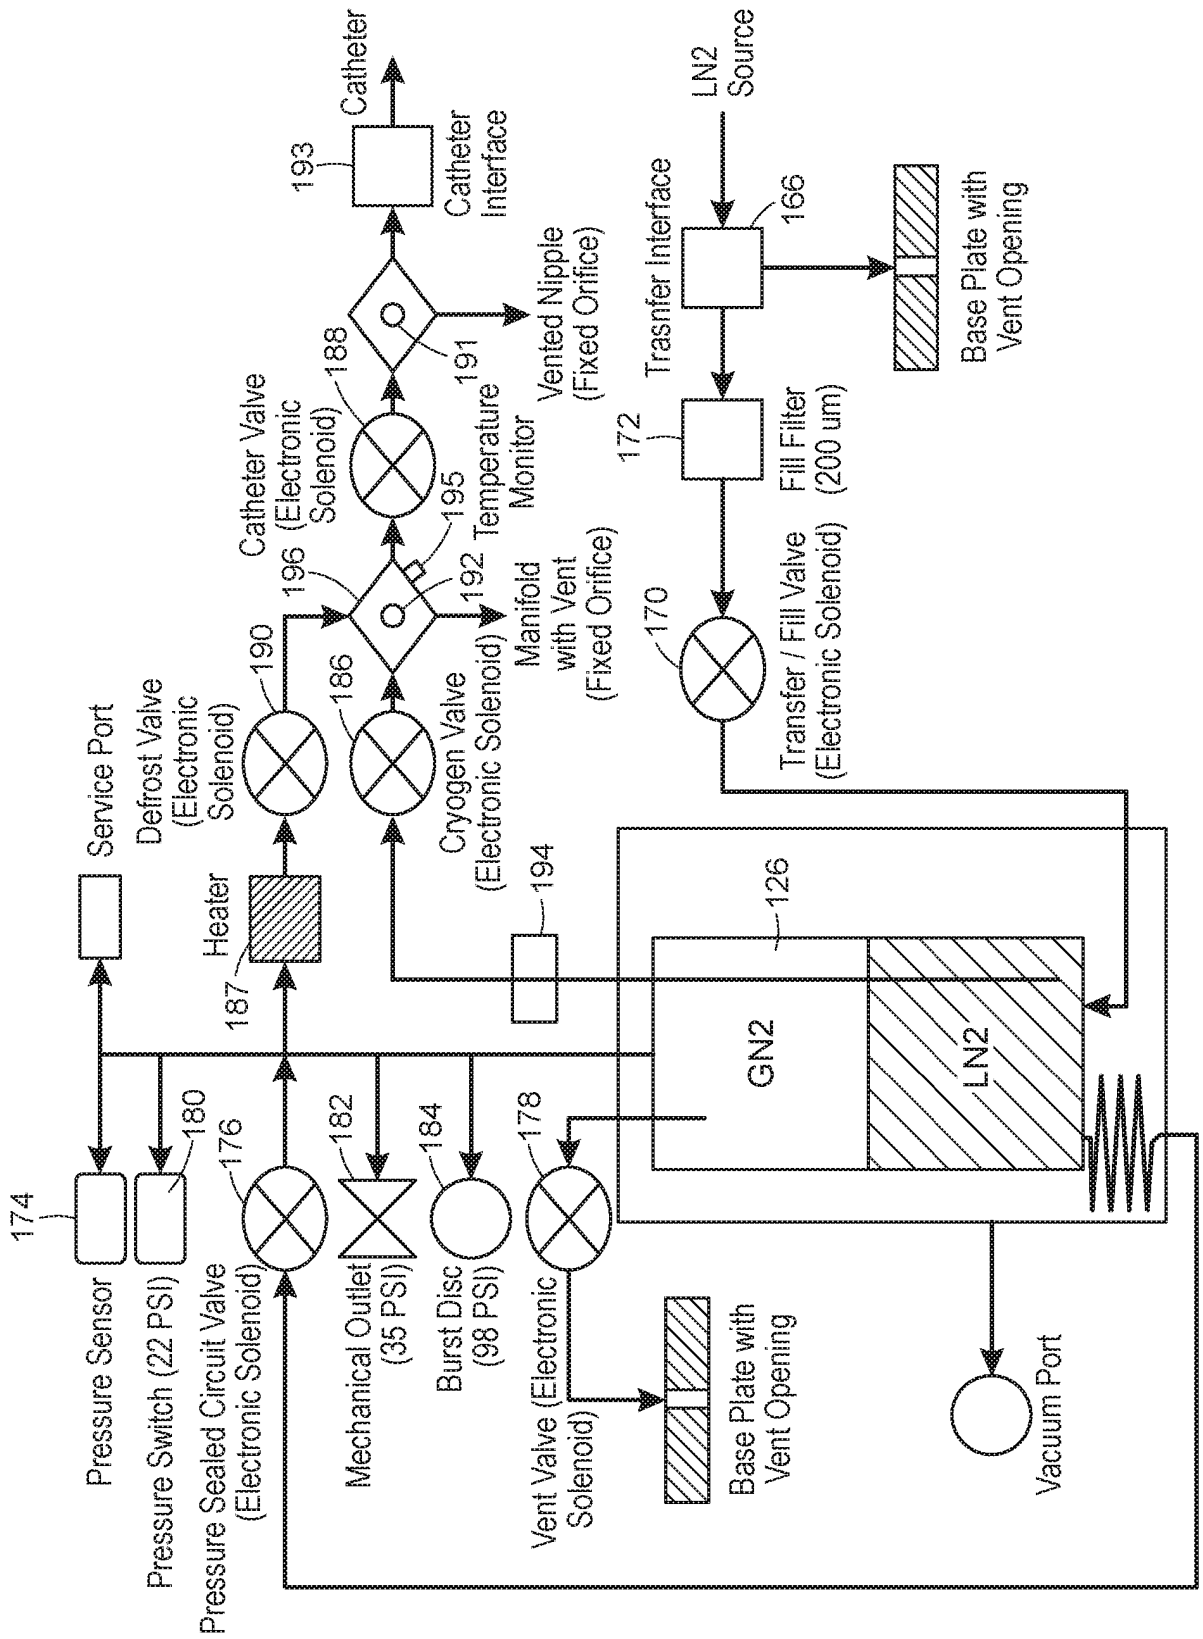 174
Pressure Sensor
180
Pressure Switch (22 PSI)
176
Pressure Sealed Circuit Valve
(Electronic Solenoid)
182
Mechanical Outlet
(35 PSI)
184
Burst Disc
(98 PSI)
178
Vent Valve (Electronic
Solenoid)
Base Plate with
Vent Opening
Vacuum Port
Service Port
Heater
187
Defrost Valve
(Electronic
Solenoid)
190
186
Cryogen Valve
(Electronic Solenoid)
194
126
GN2
LN2
196
192
195
Temperature
Monitor
Manifold
with Vent
(Fixed Orifice)
Catheter Valve
(Electronic
Solenoid)
188
191
Vented Nipple
(Fixed Orifice)
193
Catheter
Interface
Catheter
LN2
Source
Trasnfer Interface
166
Base Plate with
Vent Opening
172
Fill Filter
(200 um)
170
Transfer / Fill Valve
(Electronic Solenoid)